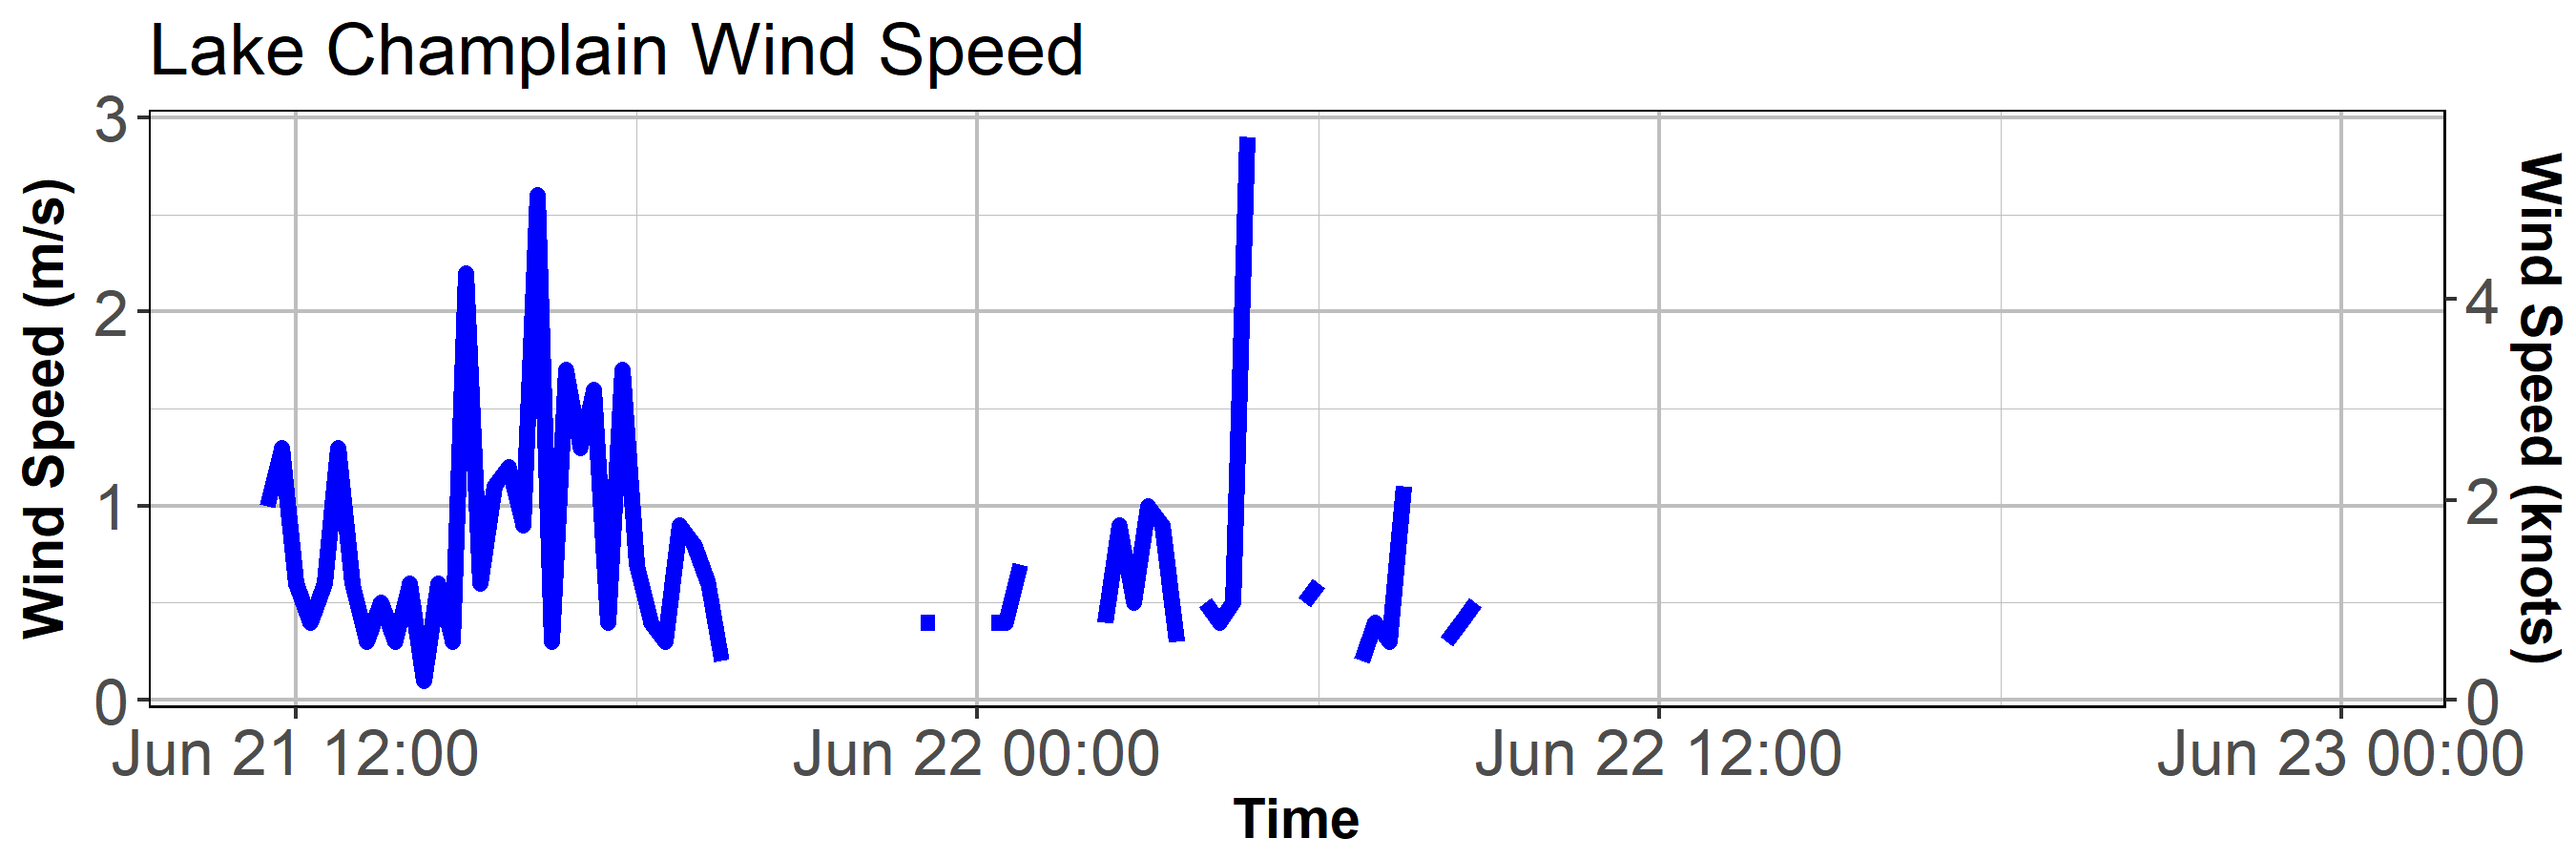 Lake Champlain Wind Speed
Wind Speed (m/s)
3
2
1
0
Wind Speed (knots)
4
2
0
Jun 21 12:00
Jun 22 00:00
Jun 22 12:00
Jun 23 00:00
Time